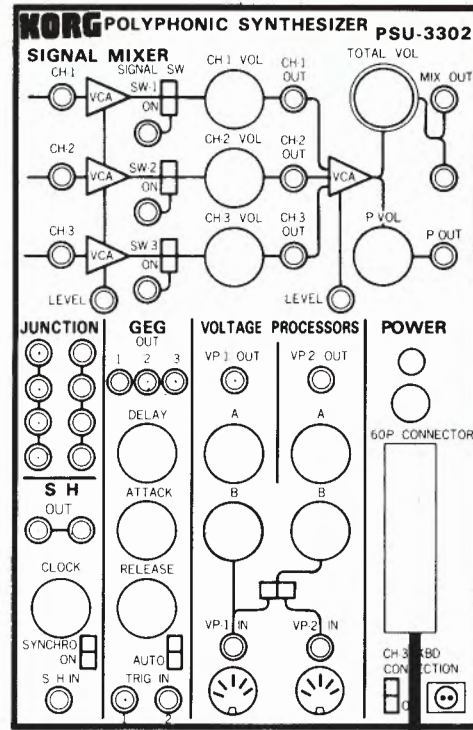 KORG POLYPHONIC SYNTHESIZER PSU-3302
SIGNAL MIXER
CH 1
SIGNAL SW
CH 1 VOL
CH-1 OUT
TOTAL VOL
MIX OUT
VCA
SW-1
ON
CH-2
SW-2
ON
CH-2 VOL
CH-2 OUT
VCA
VCA
CH-3
SW 3
ON
CH-3 VOL
CH-3 OUT
P VOL
P OUT
VCA
LEVEL
LEVEL
JUNCTION
GEG
OUT
1 2 3
VOLTAGE PROCESSORS
POWER
VP 1 OUT
VP 2 OUT
DELAY
A
A
60P CONNECTOR
S H
OUT
ATTACK
B
B
CLOCK
RELEASE
SYNCHRO
ON
AUTO
VP-1 IN
VP-2 IN
S H IN
TRIG IN
1 2
CH 3
CONNECTION